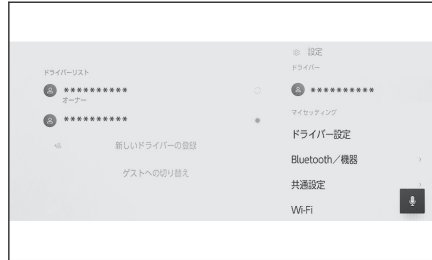 ドライバーリスト
**********
オーナー
**********
新しいドライバーの登録
ゲストへの切り替え
設定
ドライバー
**********
マイセッティング
ドライバー設定
Bluetooth／機器
共通設定
Wi-Fi